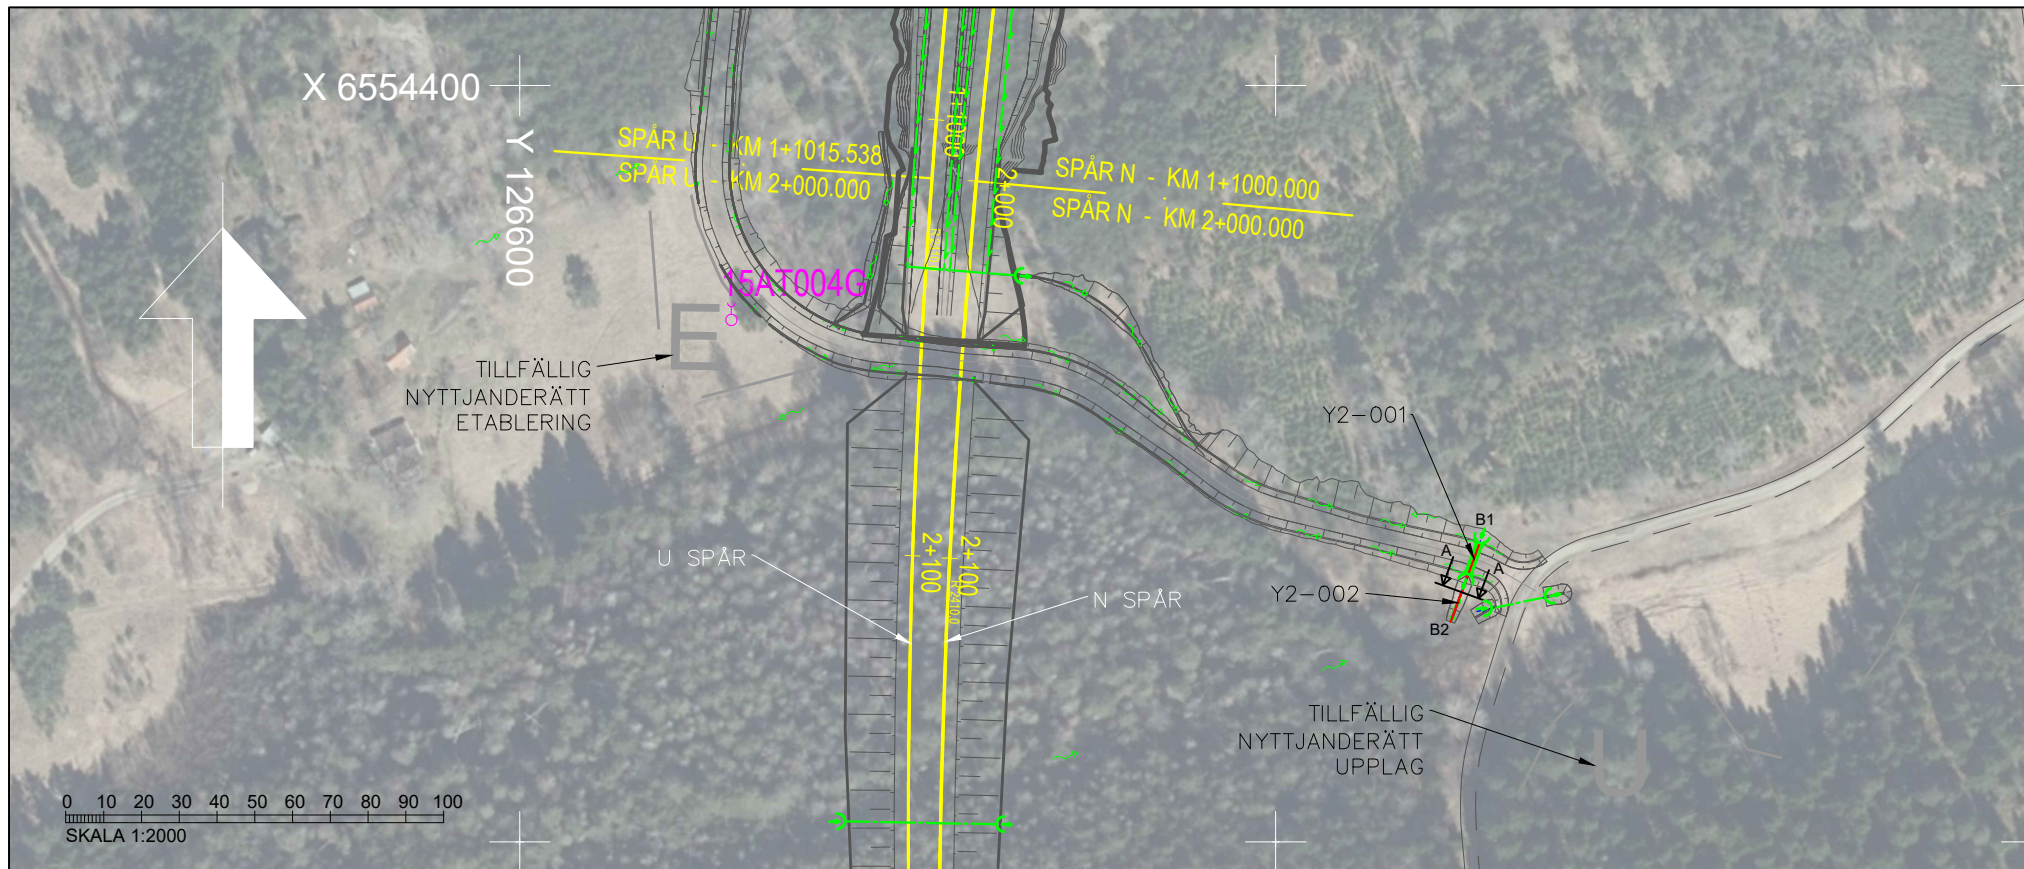 X 6554400
Y 126600
SPÅR U - KM 1+1015.538
SPÅR U - KM 2+000.000
1+1000
2+000
SPÅR N - KM 1+1000.000
SPÅR N - KM 2+000.000
15AT004G
E
TILLFÄLLIG
NYTTJANDERÄTT
ETABLERING
Y2-001
B1
A
A
Y2-002
B2
U SPÅR
2+100
2+100
N SPÅR
TILLFÄLLIG
NYTTJANDERÄTT
UPPLAG
U
0 10 20 30 40 50 60 70 80 90 100
SKALA 1:2000